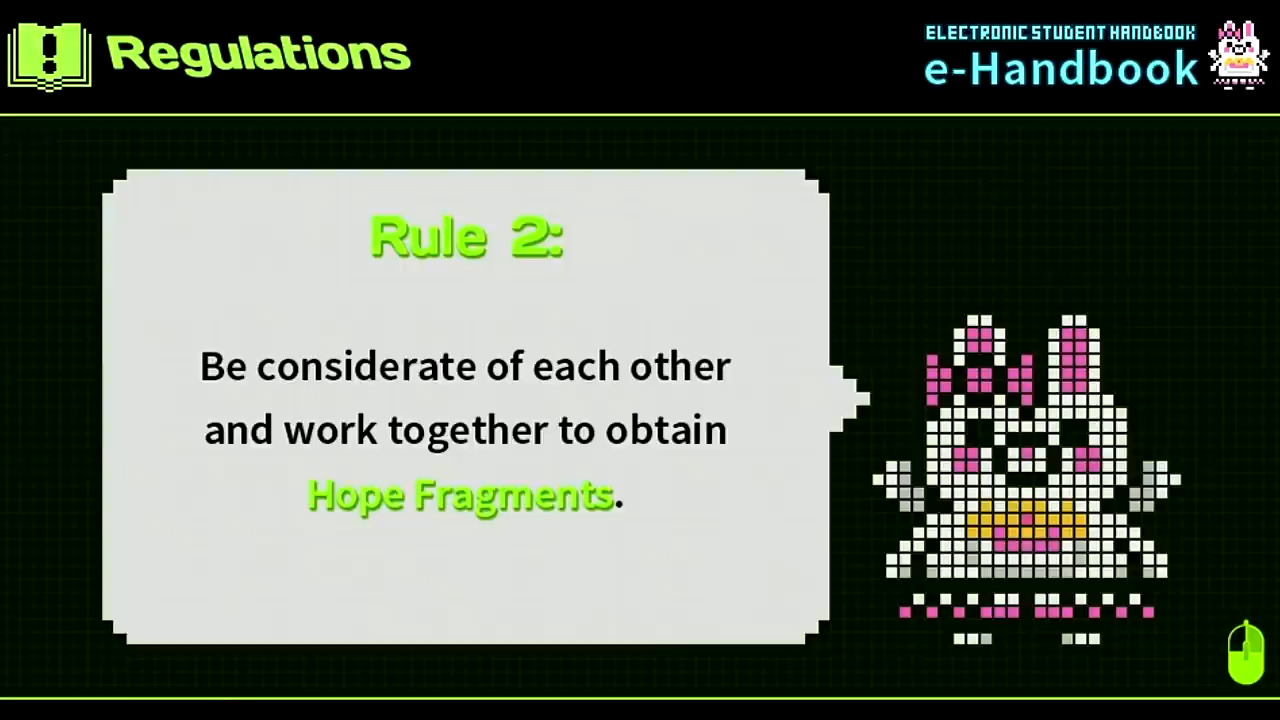 Regulations
ELECTRONIC STUDENT HANDBOOK
e-Handbook
Rule 2:
Be considerate of each other
and work together to obtain
Hope Fragments.